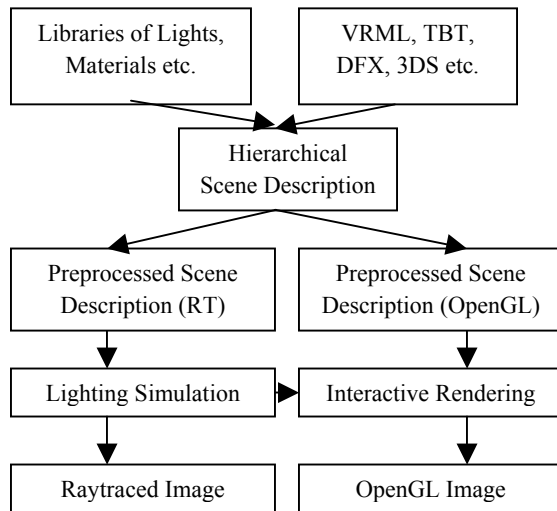 Libraries of Lights,
Materials etc.
VRML, TBT,
DFX, 3DS etc.
Hierarchical
Scene Description
Preprocessed Scene
Description (RT)
Preprocessed Scene
Description (OpenGL)
Lighting Simulation
Interactive Rendering
Raytraced Image
OpenGL Image